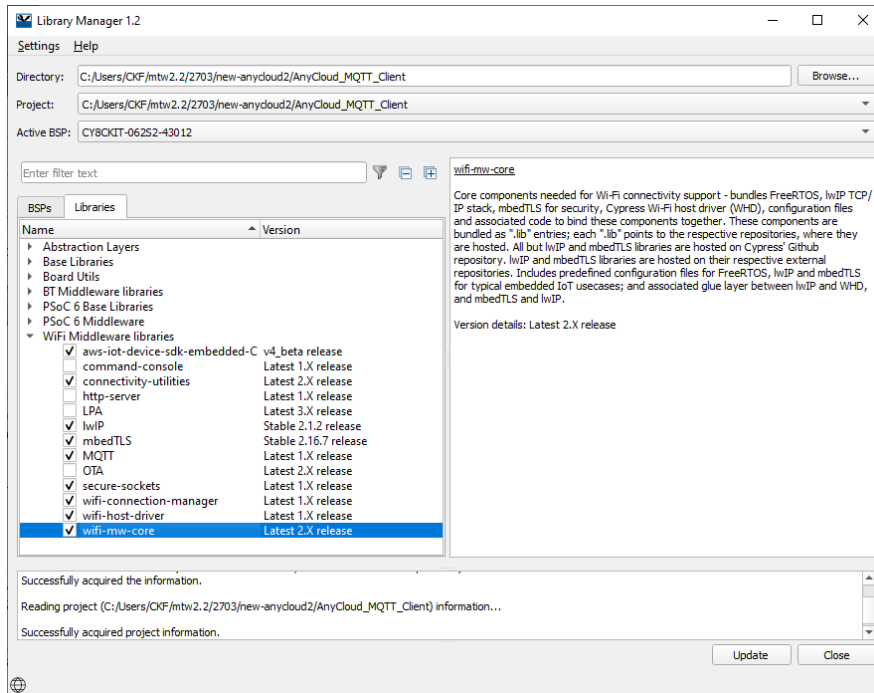 Library Manager 1.2
Settings Help
Directory: C:/Users/CKF/mtw2.2/2703/new-anycloud2/AnyCloud_MQTT_Client Browse...
Project: C:/Users/CKF/mtw2.2/2703/new-anycloud2/AnyCloud_MQTT_Client
Active BSP: CY8CKIT-062S2-43012
Enter filter text
BSPs Libraries
Name Version
Abstraction Layers
Base Libraries
Board Utils
BT Middleware libraries
PSoC 6 Base Libraries
PSoC 6 Middleware
WiFi Middleware libraries
aws-iot-device-sdk-embedded-C v4_beta release
command-console Latest 1.X release
connectivity-utilities Latest 2.X release
http-server Latest 1.X release
LPA Latest 3.X release
lwIP Stable 2.1.2 release
mbedTLS Stable 2.16.7 release
MQTT Latest 1.X release
OTA Latest 2.X release
secure-sockets Latest 1.X release
wifi-connection-manager Latest 1.X release
wifi-host-driver Latest 1.X release
wifi-mw-core Latest 2.X release
wifi-mw-core
Core components needed for Wi-Fi connectivity support - bundles FreeRTOS, lwIP TCP/
IP stack, mbedTLS for security, Cypress Wi-Fi host driver (WHD), configuration files
and associated code to bind these components together. These components are
bundled as ".lib" entries; each ".lib" points to the respective repositories, where they
are hosted. All but lwIP and mbedTLS libraries are hosted on Cypress' Github
repository. lwIP and mbedTLS libraries are hosted on their respective external
repositories. Includes predefined configuration files for FreeRTOS, lwIP and mbedTLS
for typical embedded IoT usecases; and associated glue layer between lwIP and WHD,
and mbedTLS and lwIP.
Version details: Latest 2.X release
Successfully acquired the information.
Reading project (C:/Users/CKF/mtw2.2/2703/new-anycloud2/AnyCloud_MQTT_Client) information...
Successfully acquired project information.
Update Close